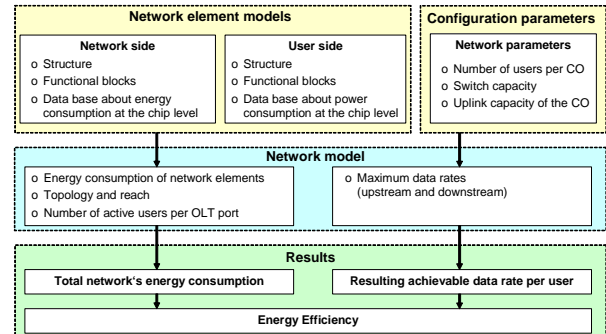 Network element models
Network side
o Structure
o Functional blocks
o Data base about energy
consumption at the chip level
User side
o Structure
o Functional blocks
o Data base about power
consumption at the chip level
Configuration parameters
Network parameters
o Number of users per CO
o Switch capacity
o Uplink capacity of the CO
Network model
o Energy consumption of network elements
o Topology and reach
o Number of active users per OLT port
o Maximum data rates
(upstream and downstream)
Results
Total network‘s energy consumption
Resulting achievable data rate per user
Energy Efficiency